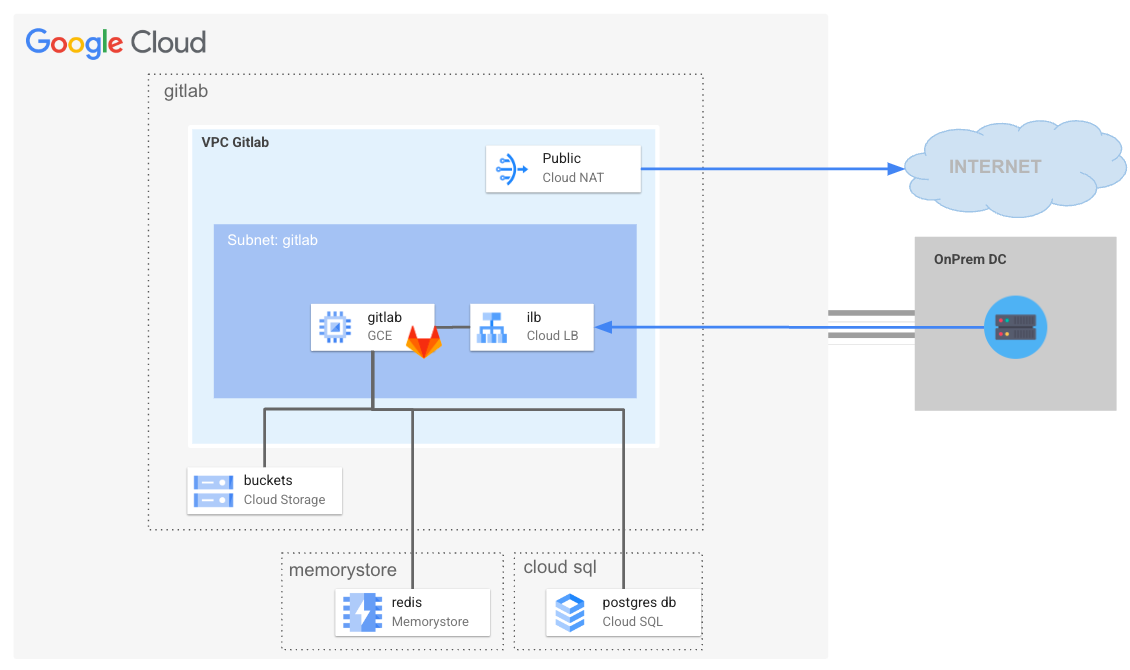 Google Cloud
gitlab
VPC Gitlab
Public
Cloud NAT
INTERNET
Subnet: gitlab
OnPrem DC
gitlab
GCE
ilb
Cloud LB
buckets
Cloud Storage
memorystore
cloud sql
redis
Memorystore
postgres db
Cloud SQL